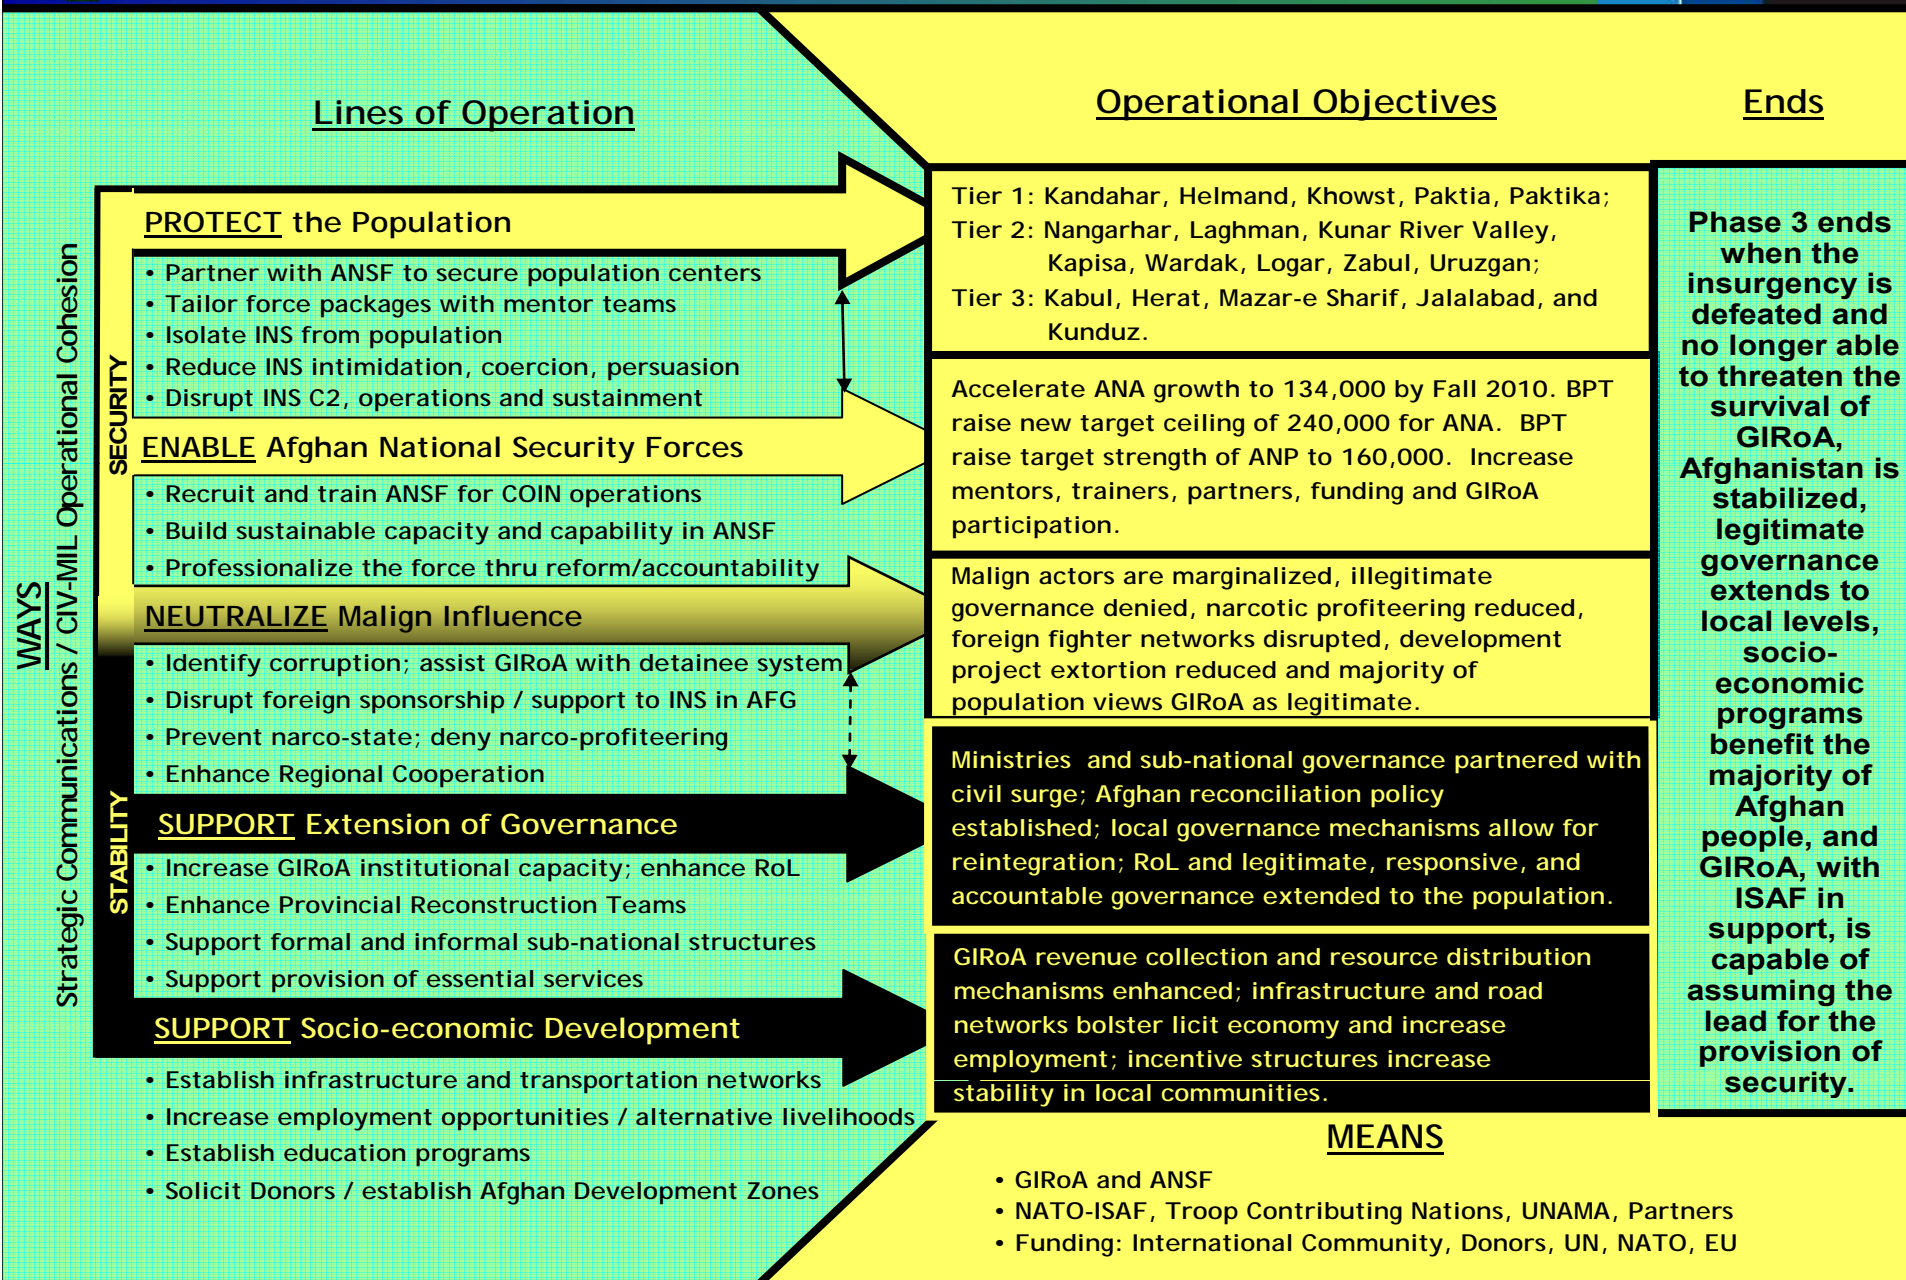 Lines of Operation
Operational Objectives
Ends
WAYS
Strategic Communications / CIV-MIL Operational Cohesion
SECURITY
STABILITY
PROTECT the Population
• Partner with ANSF to secure population centers
• Tailor force packages with mentor teams
• Isolate INS from population
• Reduce INS intimidation, coercion, persuasion
• Disrupt INS C2, operations and sustainment
ENABLE Afghan National Security Forces
• Recruit and train ANSF for COIN operations
• Build sustainable capacity and capability in ANSF
• Professionalize the force thru reform/accountability
NEUTRALIZE Malign Influence
• Identify corruption; assist GIRoA with detainee system
• Disrupt foreign sponsorship / support to INS in AFG
• Prevent narco-state; deny narco-profiteering
• Enhance Regional Cooperation
SUPPORT Extension of Governance
• Increase GIRoA institutional capacity; enhance RoL
• Enhance Provincial Reconstruction Teams
• Support formal and informal sub-national structures
• Support provision of essential services
SUPPORT Socio-economic Development
• Establish infrastructure and transportation networks
• Increase employment opportunities / alternative livelihoods
• Establish education programs
• Solicit Donors / establish Afghan Development Zones
Tier 1: Kandahar, Helmand, Khowst, Paktia, Paktika;
Tier 2: Nangarhar, Laghman, Kunar River Valley,
Kapisa, Wardak, Logar, Zabul, Uruzgan;
Tier 3: Kabul, Herat, Mazar-e Sharif, Jalalabad, and
Kunduz.
Accelerate ANA growth to 134,000 by Fall 2010. BPT
raise new target ceiling of 240,000 for ANA. BPT
raise target strength of ANP to 160,000. Increase
mentors, trainers, partners, funding and GIRoA
participation.
Malign actors are marginalized, illegitimate
governance denied, narcotic profiteering reduced,
foreign fighter networks disrupted, development
project extortion reduced and majority of
population views GIRoA as legitimate.
Ministries and sub-national governance partnered with
civil surge; Afghan reconciliation policy
established; local governance mechanisms allow for
reintegration; RoL and legitimate, responsive, and
accountable governance extended to the population.
GIRoA revenue collection and resource distribution
mechanisms enhanced; infrastructure and road
networks bolster licit economy and increase
employment; incentive structures increase
stability in local communities.
Phase 3 ends
when the
insurgency is
defeated and
no longer able
to threaten the
survival of
GIRoA,
Afghanistan is
stabilized,
legitimate
governance
extends to
local levels,
socio-
economic
programs
benefit the
majority of
Afghan
people, and
GIRoA, with
ISAF in
support, is
capable of
assuming the
lead for the
provision of
security.
MEANS
• GIRoA and ANSF
• NATO-ISAF, Troop Contributing Nations, UNAMA, Partners
• Funding: International Community, Donors, UN, NATO, EU